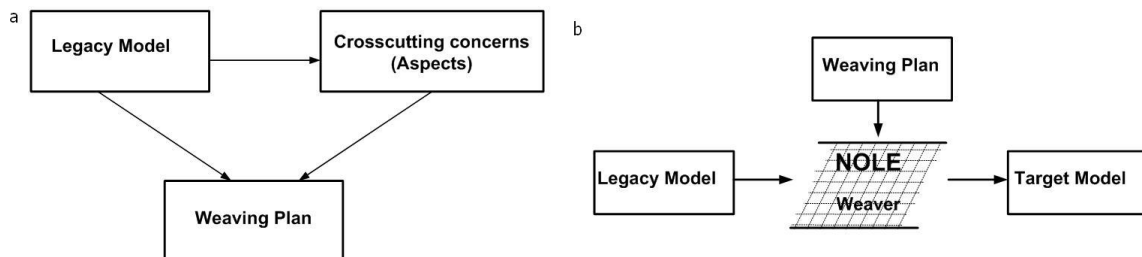 a
Legacy Model
Crosscutting concerns
(Aspects)
Weaving Plan
b
Weaving Plan
Legacy Model
NOLE
Weaver
Target Model